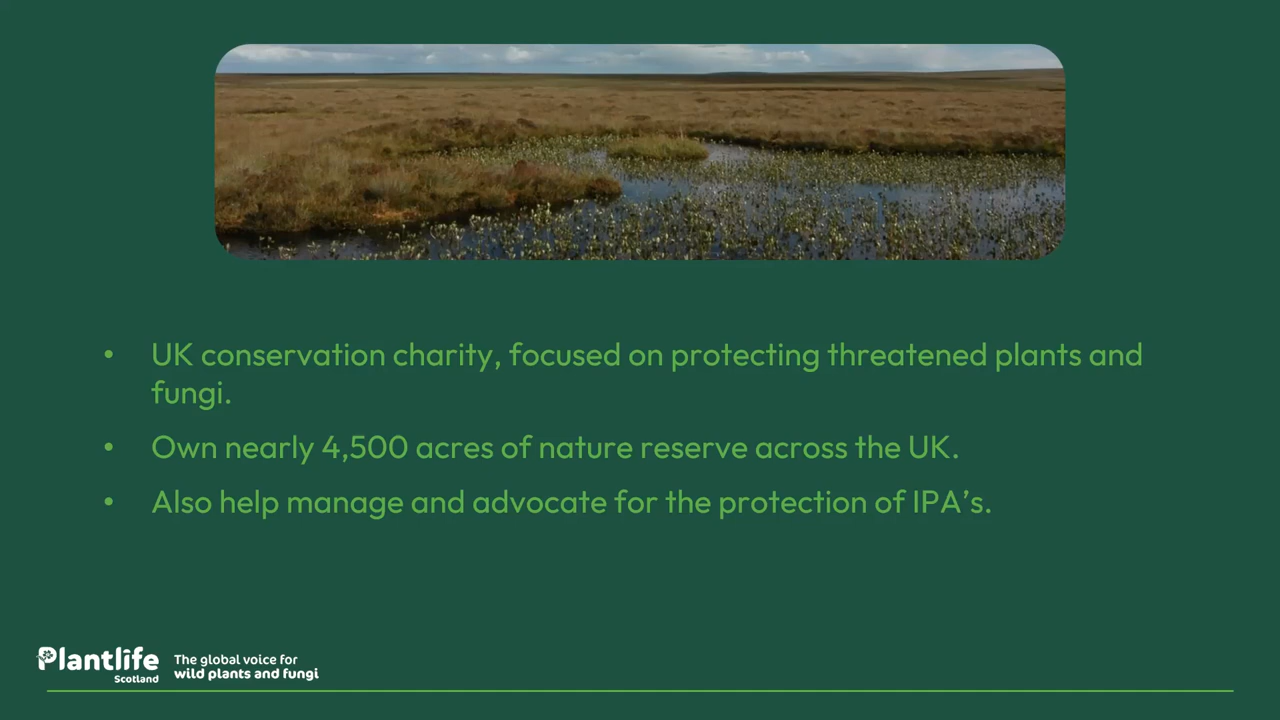 • UK conservation charity, focused on protecting threatened plants and
fungi.
• Own nearly 4,500 acres of nature reserve across the UK.
• Also help manage and advocate for the protection of IPA’s.
Plantlife
Scotland
The global voice for
wild plants and fungi